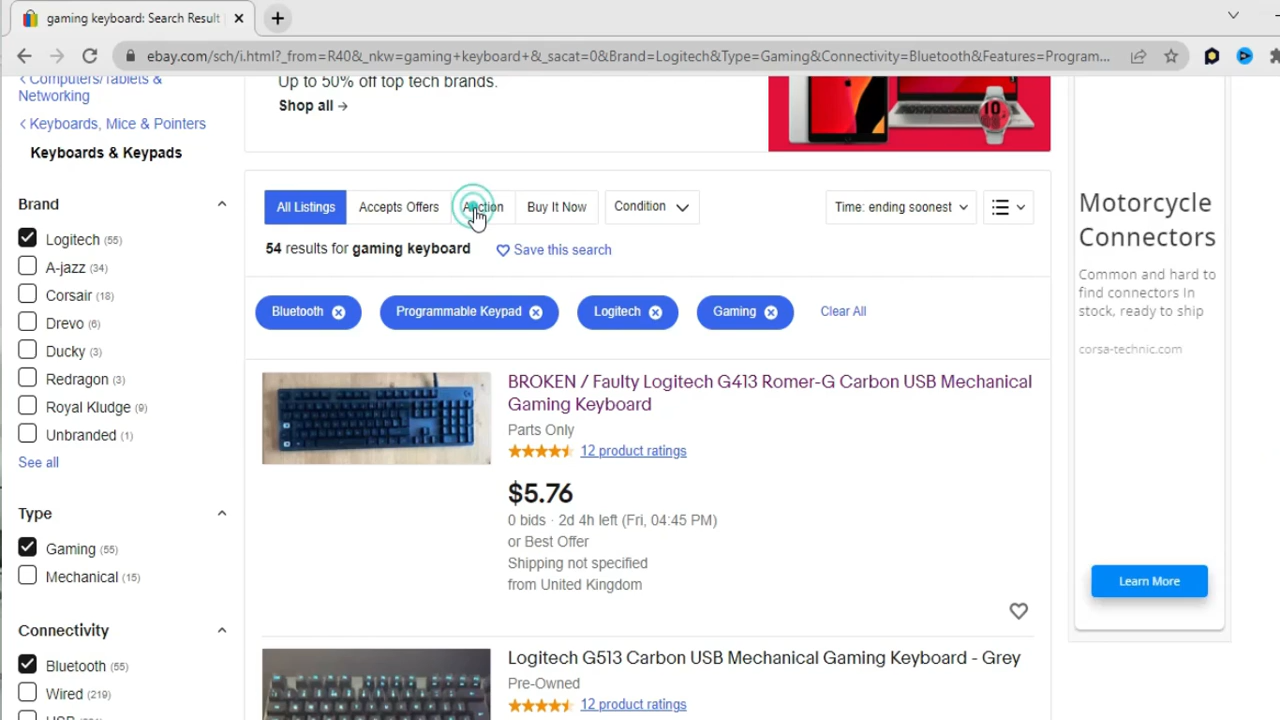 gaming keyboard: Search Result
ebay.com/sch/i.html?_from=R40&_nkw=gaming+keyboard+&_sacat=0&Brand=Logitech&Type=Gaming&Connectivity=Bluetooth&Features=Program...
Computers/Tablets &
Networking
Keyboards, Mice & Pointers
Keyboards & Keypads
Up to 50% off top tech brands.
Shop all →
10
All Listings
Accepts Offers
Auction
Buy It Now
Condition
Time: ending soonest
54 results for gaming keyboard
Save this search
Bluetooth
Programmable Keypad
Logitech
Gaming
Clear All
Brand
Logitech (55)
A-jazz (34)
Corsair (18)
Drevo (6)
Ducky (3)
Redragon (3)
Royal Kludge (9)
Unbranded (1)
See all
Type
Gaming (55)
Mechanical (15)
Connectivity
Bluetooth (55)
Wired (219)
BROKEN / Faulty Logitech G413 Romer-G Carbon USB Mechanical
Gaming Keyboard
Parts Only
12 product ratings
$5.76
0 bids · 2d 4h left (Fri, 04:45 PM)
or Best Offer
Shipping not specified
from United Kingdom
Logitech G513 Carbon USB Mechanical Gaming Keyboard - Grey
Pre-Owned
12 product ratings
Motorcycle
Connectors
Common and hard to
find connectors In
stock, ready to ship
corsa-technic.com
Learn More